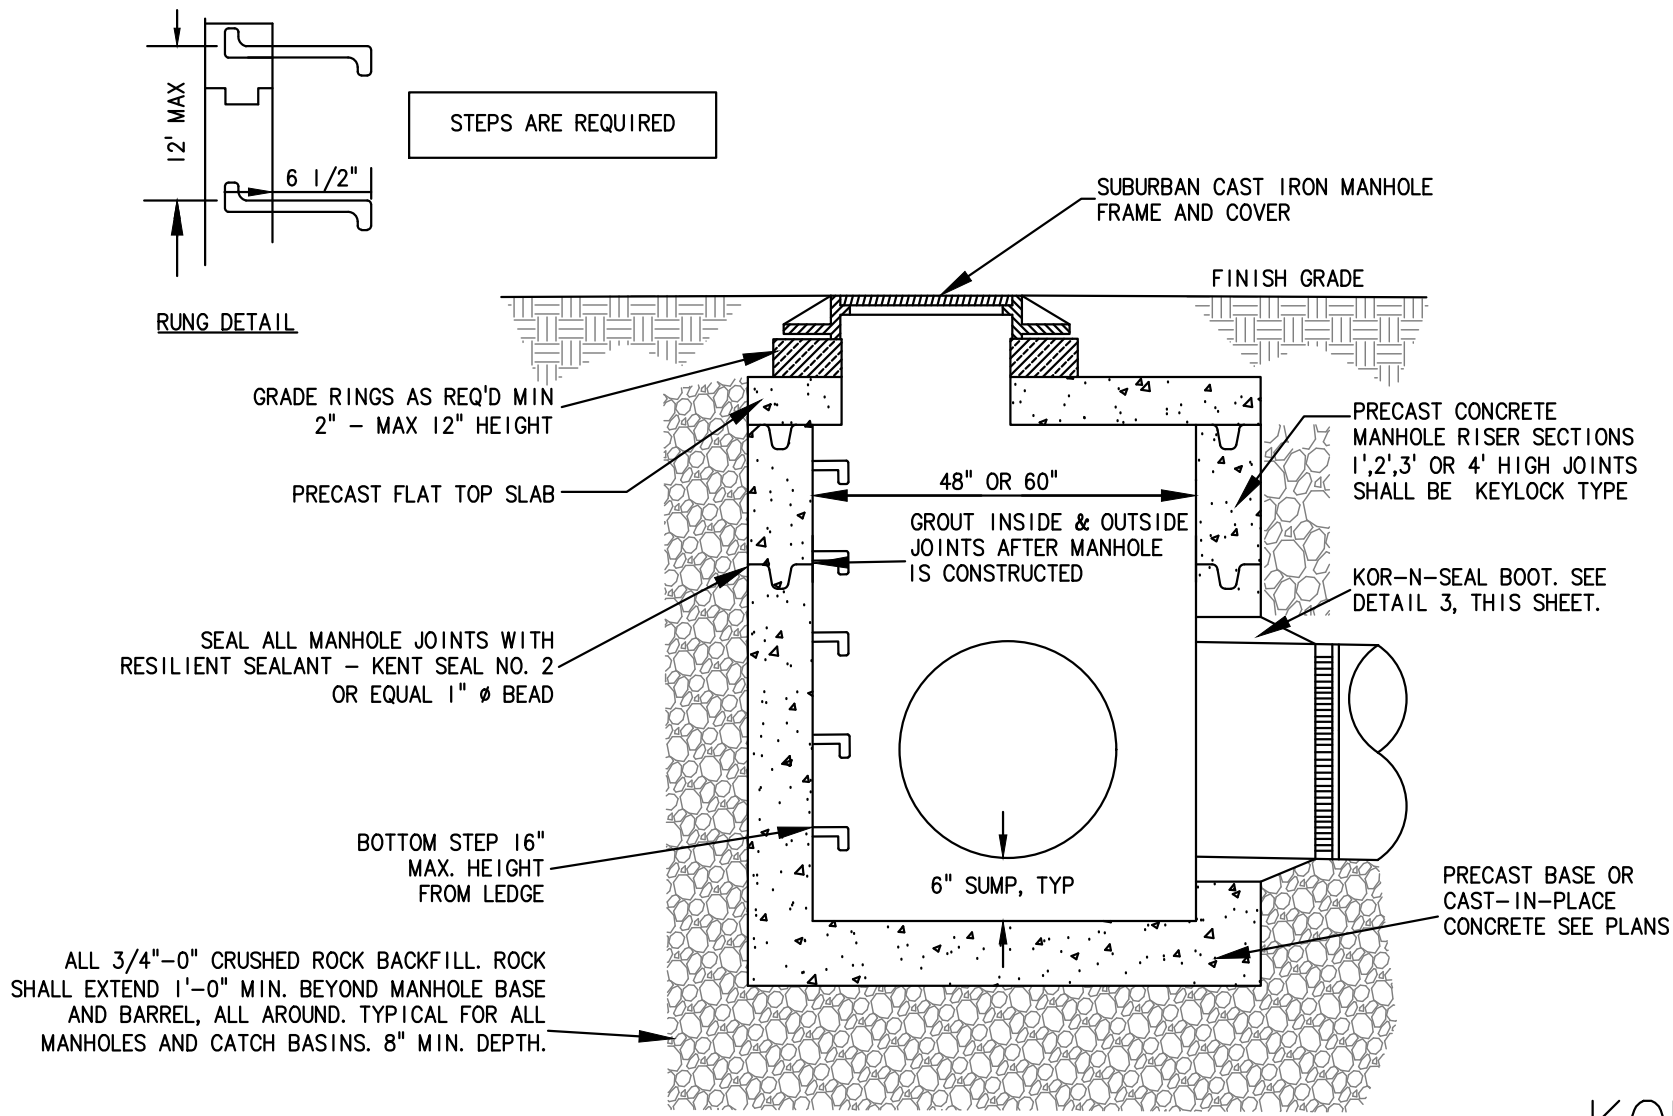 12' MAX
6 1/2"
RUNG DETAIL
STEPS ARE REQUIRED
SUBURBAN CAST IRON MANHOLE
FRAME AND COVER
FINISH GRADE
GRADE RINGS AS REQ'D MIN
2" – MAX 12" HEIGHT
PRECAST FLAT TOP SLAB
PRECAST CONCRETE
MANHOLE RISER SECTIONS
1',2',3' OR 4' HIGH JOINTS
SHALL BE KEYLOCK TYPE
48" OR 60"
GROUT INSIDE & OUTSIDE
JOINTS AFTER MANHOLE
IS CONSTRUCTED
KOR-N-SEAL BOOT. SEE
DETAIL 3, THIS SHEET.
SEAL ALL MANHOLE JOINTS WITH
RESILIENT SEALANT – KENT SEAL NO. 2
OR EQUAL 1" ø BEAD
BOTTOM STEP 16"
MAX. HEIGHT
FROM LEDGE
6" SUMP, TYP
PRECAST BASE OR
CAST-IN-PLACE
CONCRETE SEE PLANS
ALL 3/4"-0" CRUSHED ROCK BACKFILL. ROCK
SHALL EXTEND 1'-0" MIN. BEYOND MANHOLE BASE
AND BARREL, ALL AROUND. TYPICAL FOR ALL
MANHOLES AND CATCH BASINS. 8" MIN. DEPTH.